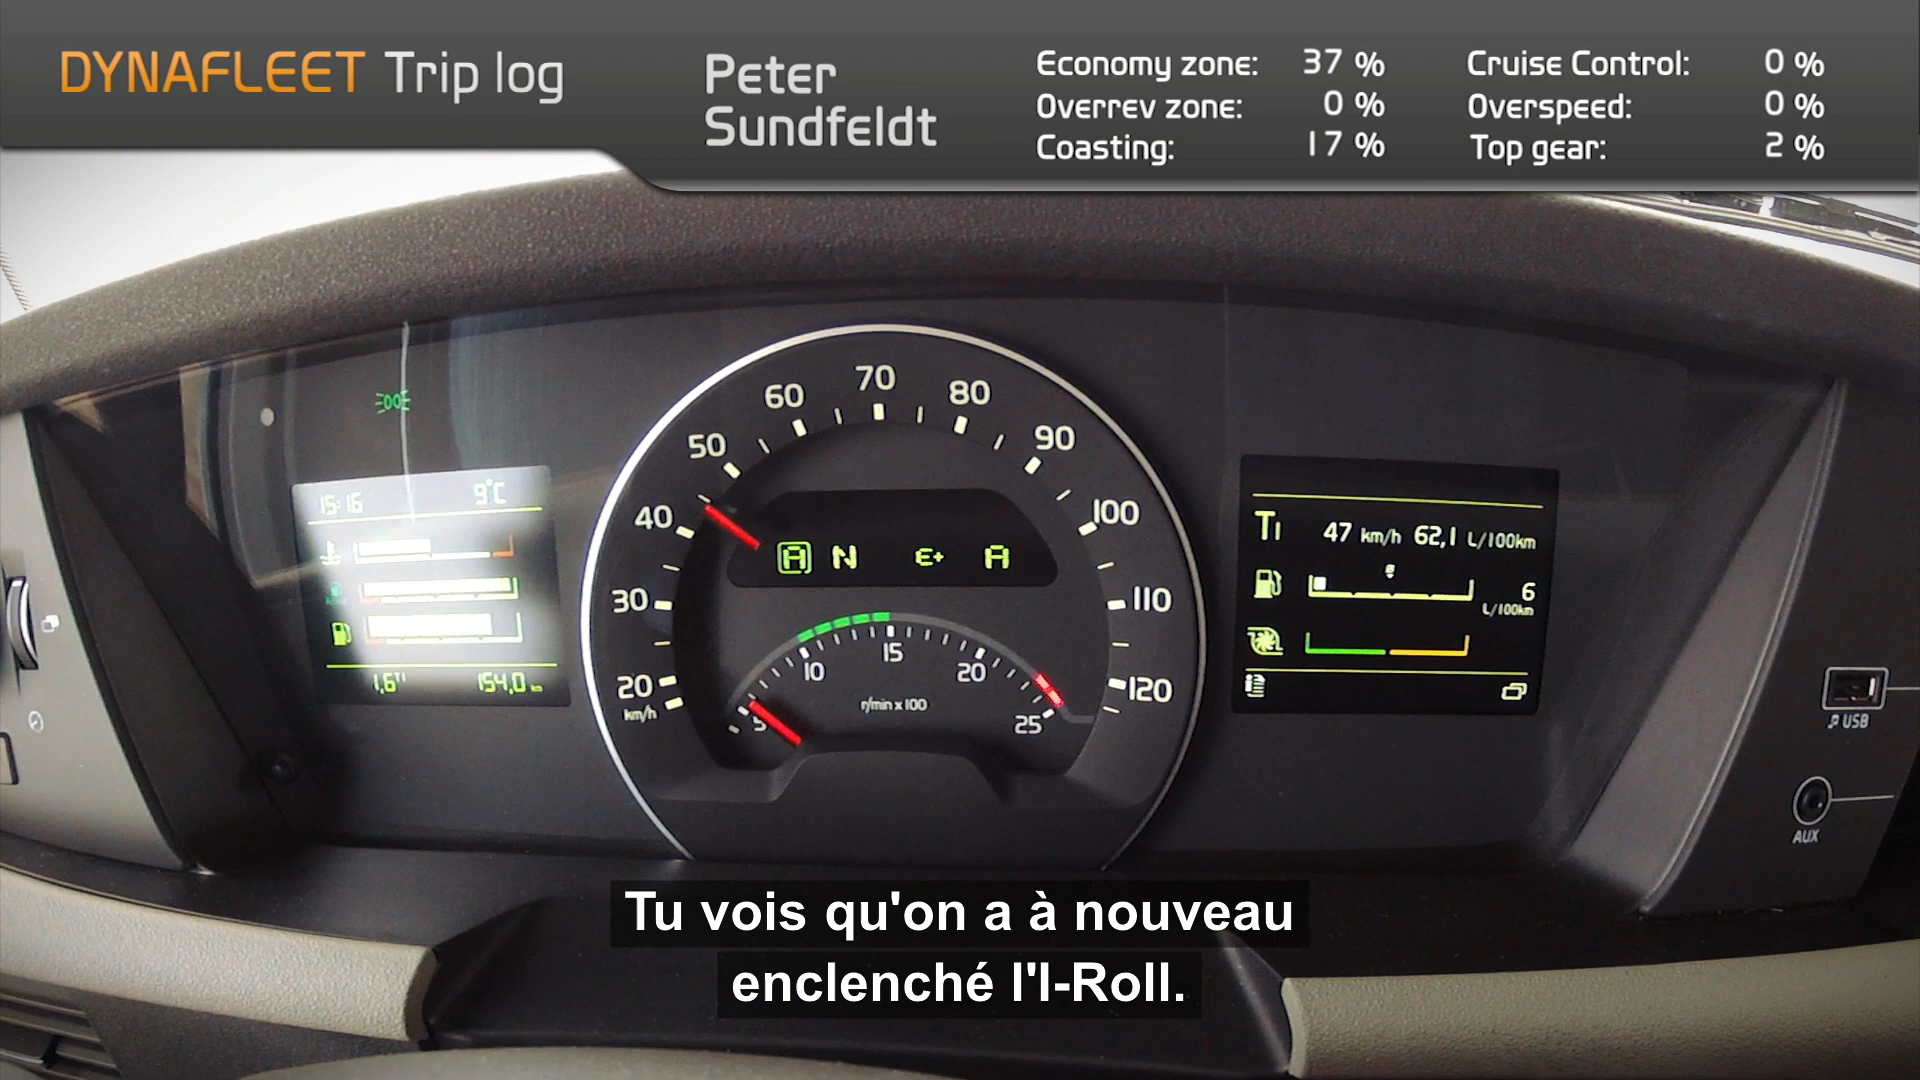 DYNAFLEET Trip log
Peter
Sundfeldt
Economy zone: 37 %
Overrev zone: 0 %
Coasting: 17 %
Cruise Control: 0 %
Overspeed: 0 %
Top gear: 2 %
15:16 9°C
1,6 154,0 km
20 30 40 50 60 70 80 90 100 110 120
km/h
A N E+ A
5 10 15 20 25
r/min x 100
T1 47 km/h 62,1 L/100km
6
L/100km
USB
AUX
Tu vois qu'on a à nouveau
enclenché l'I-Roll.